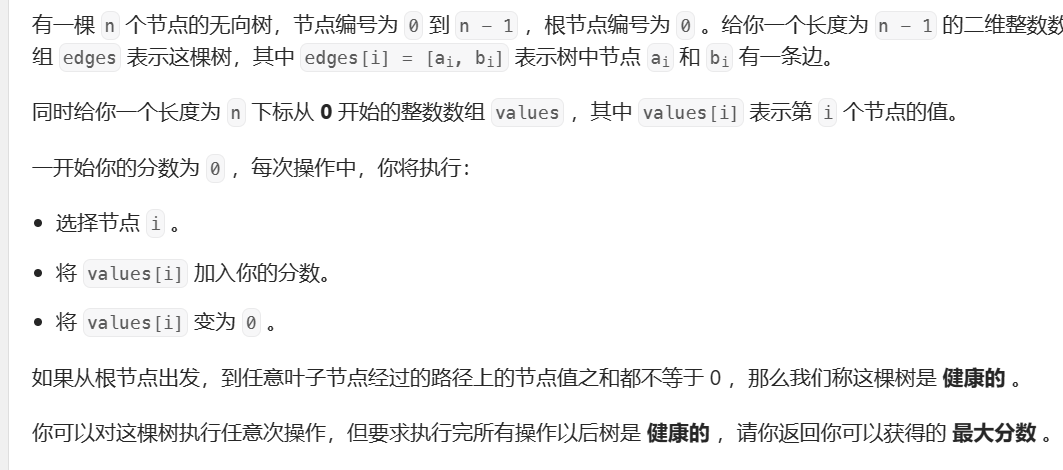 有一棵 n 个节点的无向树，节点编号为 0 到 n - 1 ，根节点编号为 0 。给你一个长度为 n - 1 的二维整数数
组 edges 表示这棵树，其中 edges[i] = [ai, bi] 表示树中节点 ai 和 bi 有一条边。
同时给你一个长度为 n 下标从 0 开始的整数数组 values ，其中 values[i] 表示第 i 个节点的值。
一开始你的分数为 0 ，每次操作中，你将执行：
• 选择节点 i 。
• 将 values[i] 加入你的分数。
• 将 values[i] 变为 0 。
如果从根节点出发，到任意叶子节点经过的路径上的节点值之和都不等于 0 ，那么我们称这棵树是 健康的 。
你可以对这棵树执行任意次操作，但要求执行完所有操作以后树是 健康的 ，请你返回你可以获得的 最大分数 。